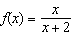 f(x) = x / (x + 2)